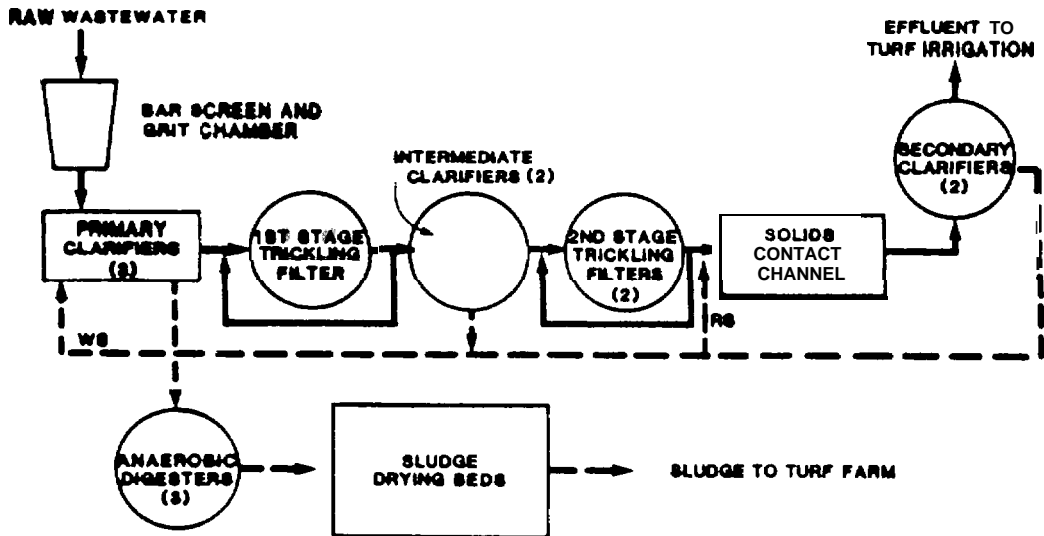 RAW WASTEWATER
BAR SCREEN AND
GRIT CHAMBER
PRIMARY
CLARIFIERS
(3)
1ST STAGE
TRICKLING
FILTER
INTERMEDIATE
CLARIFIERS (2)
2ND STAGE
TRICKLING
FILTERS
(2)
SOLIDS
CONTACT
CHANNEL
EFFLUENT TO
TURF IRRIGATION
SECONDARY
CLARIFIERS
(2)
WS
RS
ANAEROBIC
DIGESTERS
(3)
SLUDGE
DRYING BEDS
SLUDGE TO TURF FARM